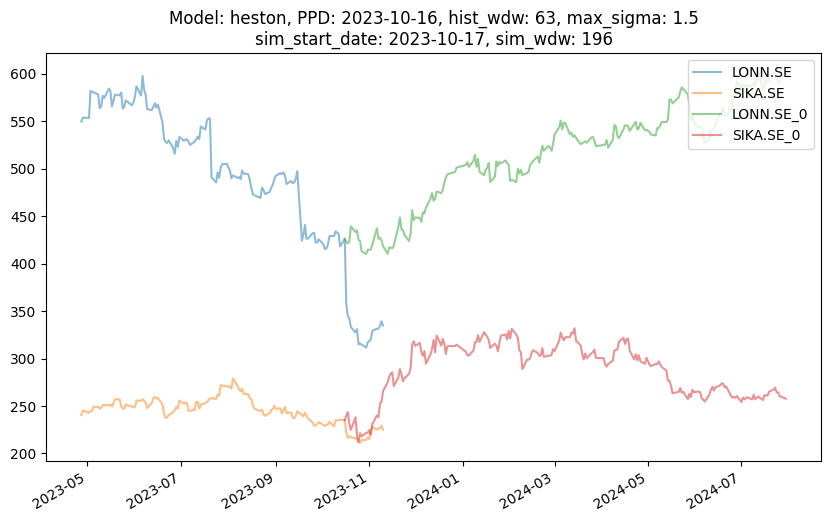 Model: heston, PPD: 2023-10-16, hist_wdw: 63, max_sigma: 1.5
sim_start_date: 2023-10-17, sim_wdw: 196
LONN.SE
SIKA.SE
LONN.SE_0
SIKA.SE_0
600
550
500
450
400
350
300
250
200
2023-05
2023-07
2023-09
2023-11
2024-01
2024-03
2024-05
2024-07